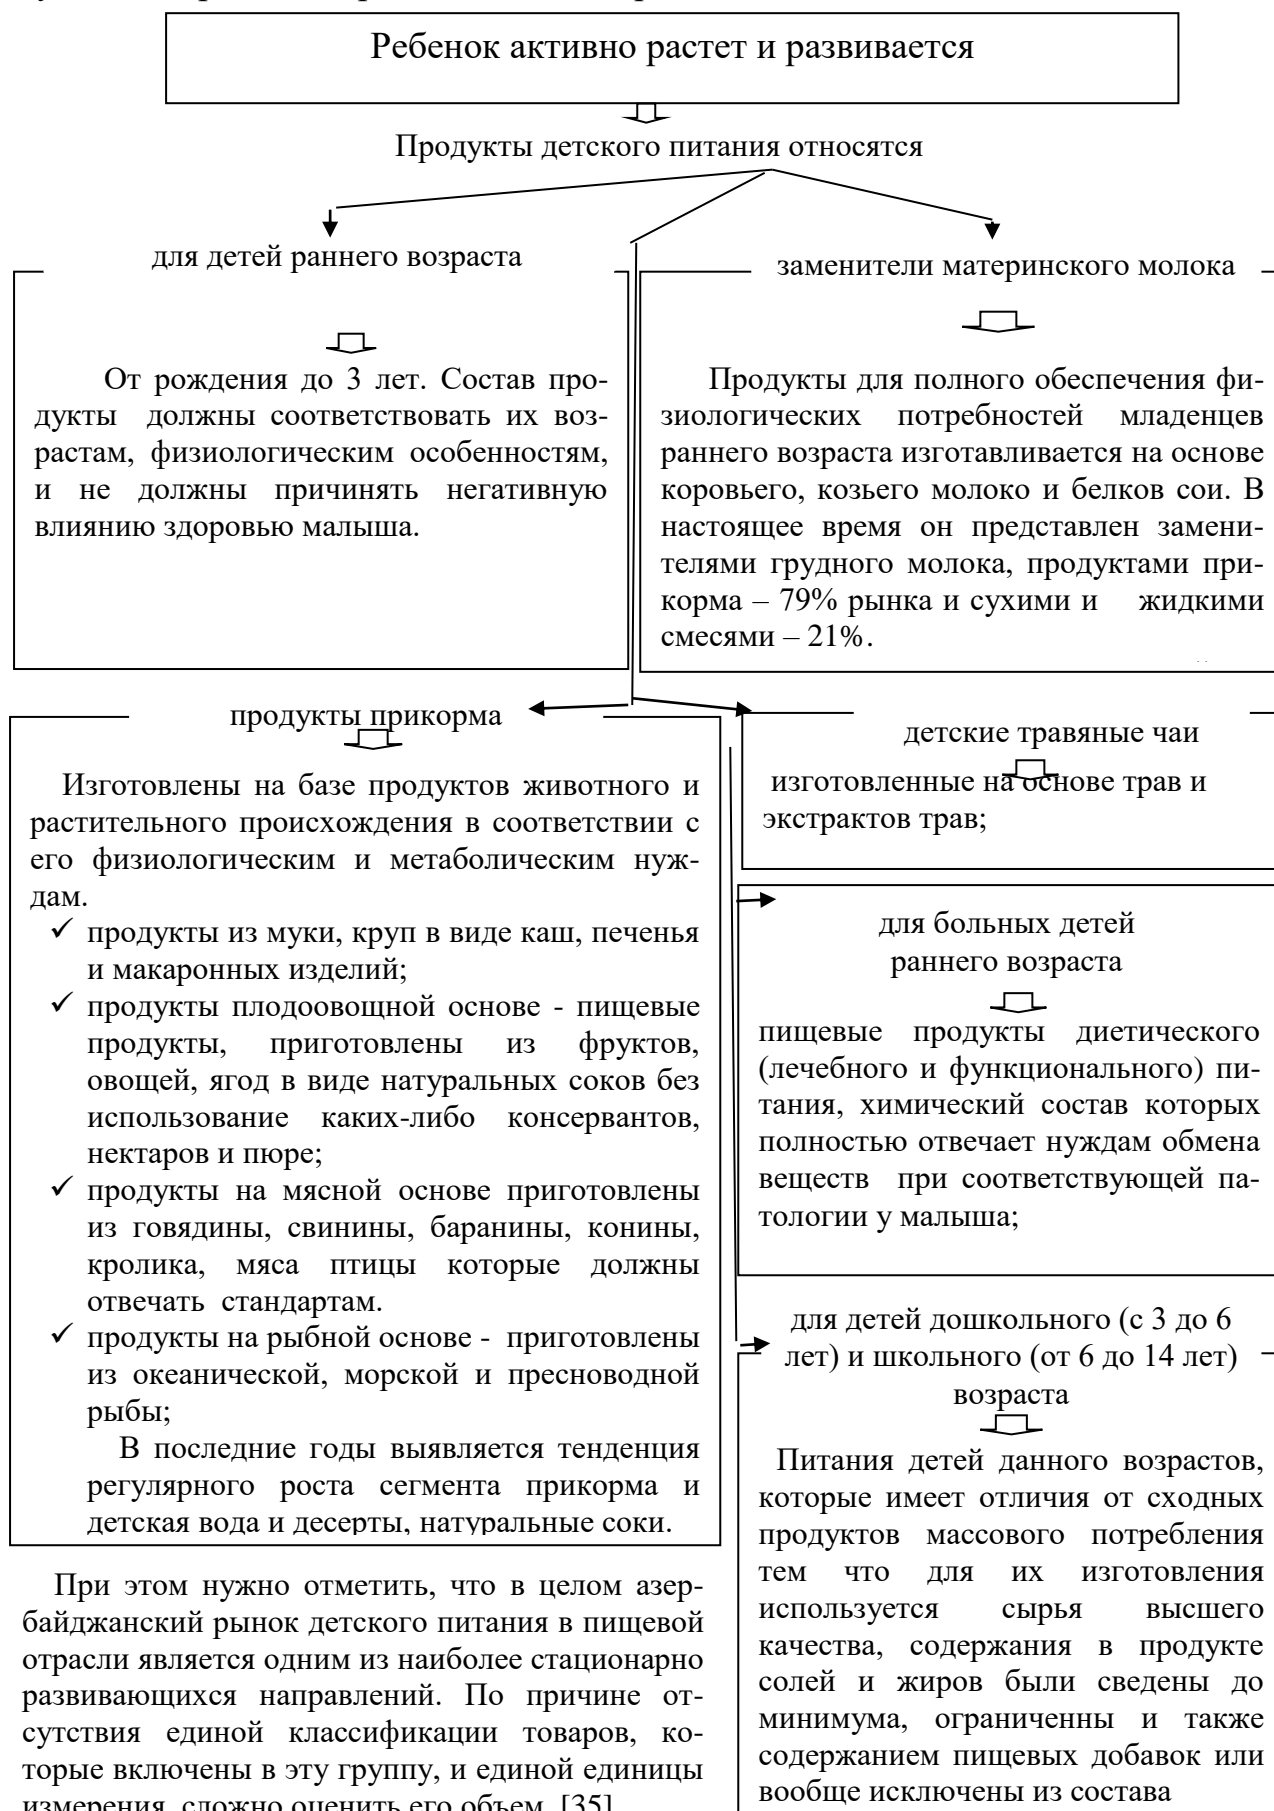 Ребенок активно растет и развивается
Продукты детского питания относятся
для детей раннего возраста
От рождения до 3 лет. Состав про-
дукты должны соответствовать их воз-
растам, физиологическим особенностям,
и не должны причинять негативную
влиянию здоровью малыша.
заменители материнского молока
Продукты для полного обеспечения фи-
зиологических потребностей младенцев
раннего возраста изготавливается на основе
коровьего, козьего молоко и белков сои. В
настоящее время он представлен замени-
телями грудного молока, продуктами при-
корма – 79% рынка и сухими и жидкими
смесями – 21%.
продукты прикорма
Изготовлены на базе продуктов животного и
растительного происхождения в соответствии с
его физиологическим и метаболическим нуж-
дам.
✓ продукты из муки, круп в виде каш, печенья
и макаронных изделий;
✓ продукты плодоовощной основе - пищевые
продукты, приготовлены из фруктов,
овощей, ягод в виде натуральных соков без
использование каких-либо консервантов,
нектаров и пюре;
✓ продукты на мясной основе приготовлены
из говядины, свинины, баранины, конины,
кролика, мяса птицы которые должны
отвечать стандартам.
✓ продукты на рыбной основе - приготовлены
из океанической, морской и пресноводной
рыбы;
В последние годы выявляется тенденция
регулярного роста сегмента прикорма и
детская вода и десерты, натуральные соки.
детские травяные чаи
изготовленные на основе трав и
экстрактов трав;
для больных детей
раннего возраста
пищевые продукты диетического
(лечебного и функционального) пи-
тания, химический состав которых
полностью отвечает нуждам обмена
веществ при соответствующей па-
тологии у малыша;
для детей дошкольного (с 3 до 6
лет) и школьного (от 6 до 14 лет)
возраста
Питания детей данного возрастов,
которые имеет отличия от сходных
продуктов массового потребления
тем что для их изготовления
используется сырья высшего
качества, содержания в продукте
солей и жиров были сведены до
минимума, ограниченны и также
содержанием пищевых добавок или
вообще исключены из состава
При этом нужно отметить, что в целом азер-
байджанский рынок детского питания в пищевой
отрасли является одним из наиболее стационарно
развивающихся направлений. По причине от-
сутствия единой классификации товаров, ко-
торые включены в эту группу, и единой единицы
измерения, сложно оценить его объем. [35]